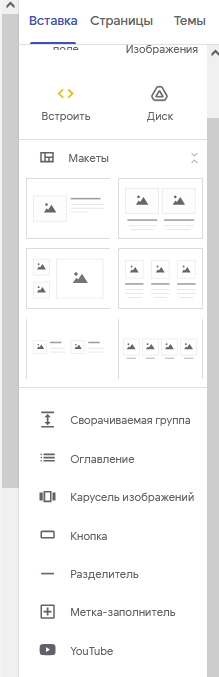 Вставка Страницы Темы
поле Изображения
Встроить Диск
Макеты
Сворачиваемая группа
Оглавление
Карусель изображений
Кнопка
Разделитель
Метка-заполнитель
YouTube